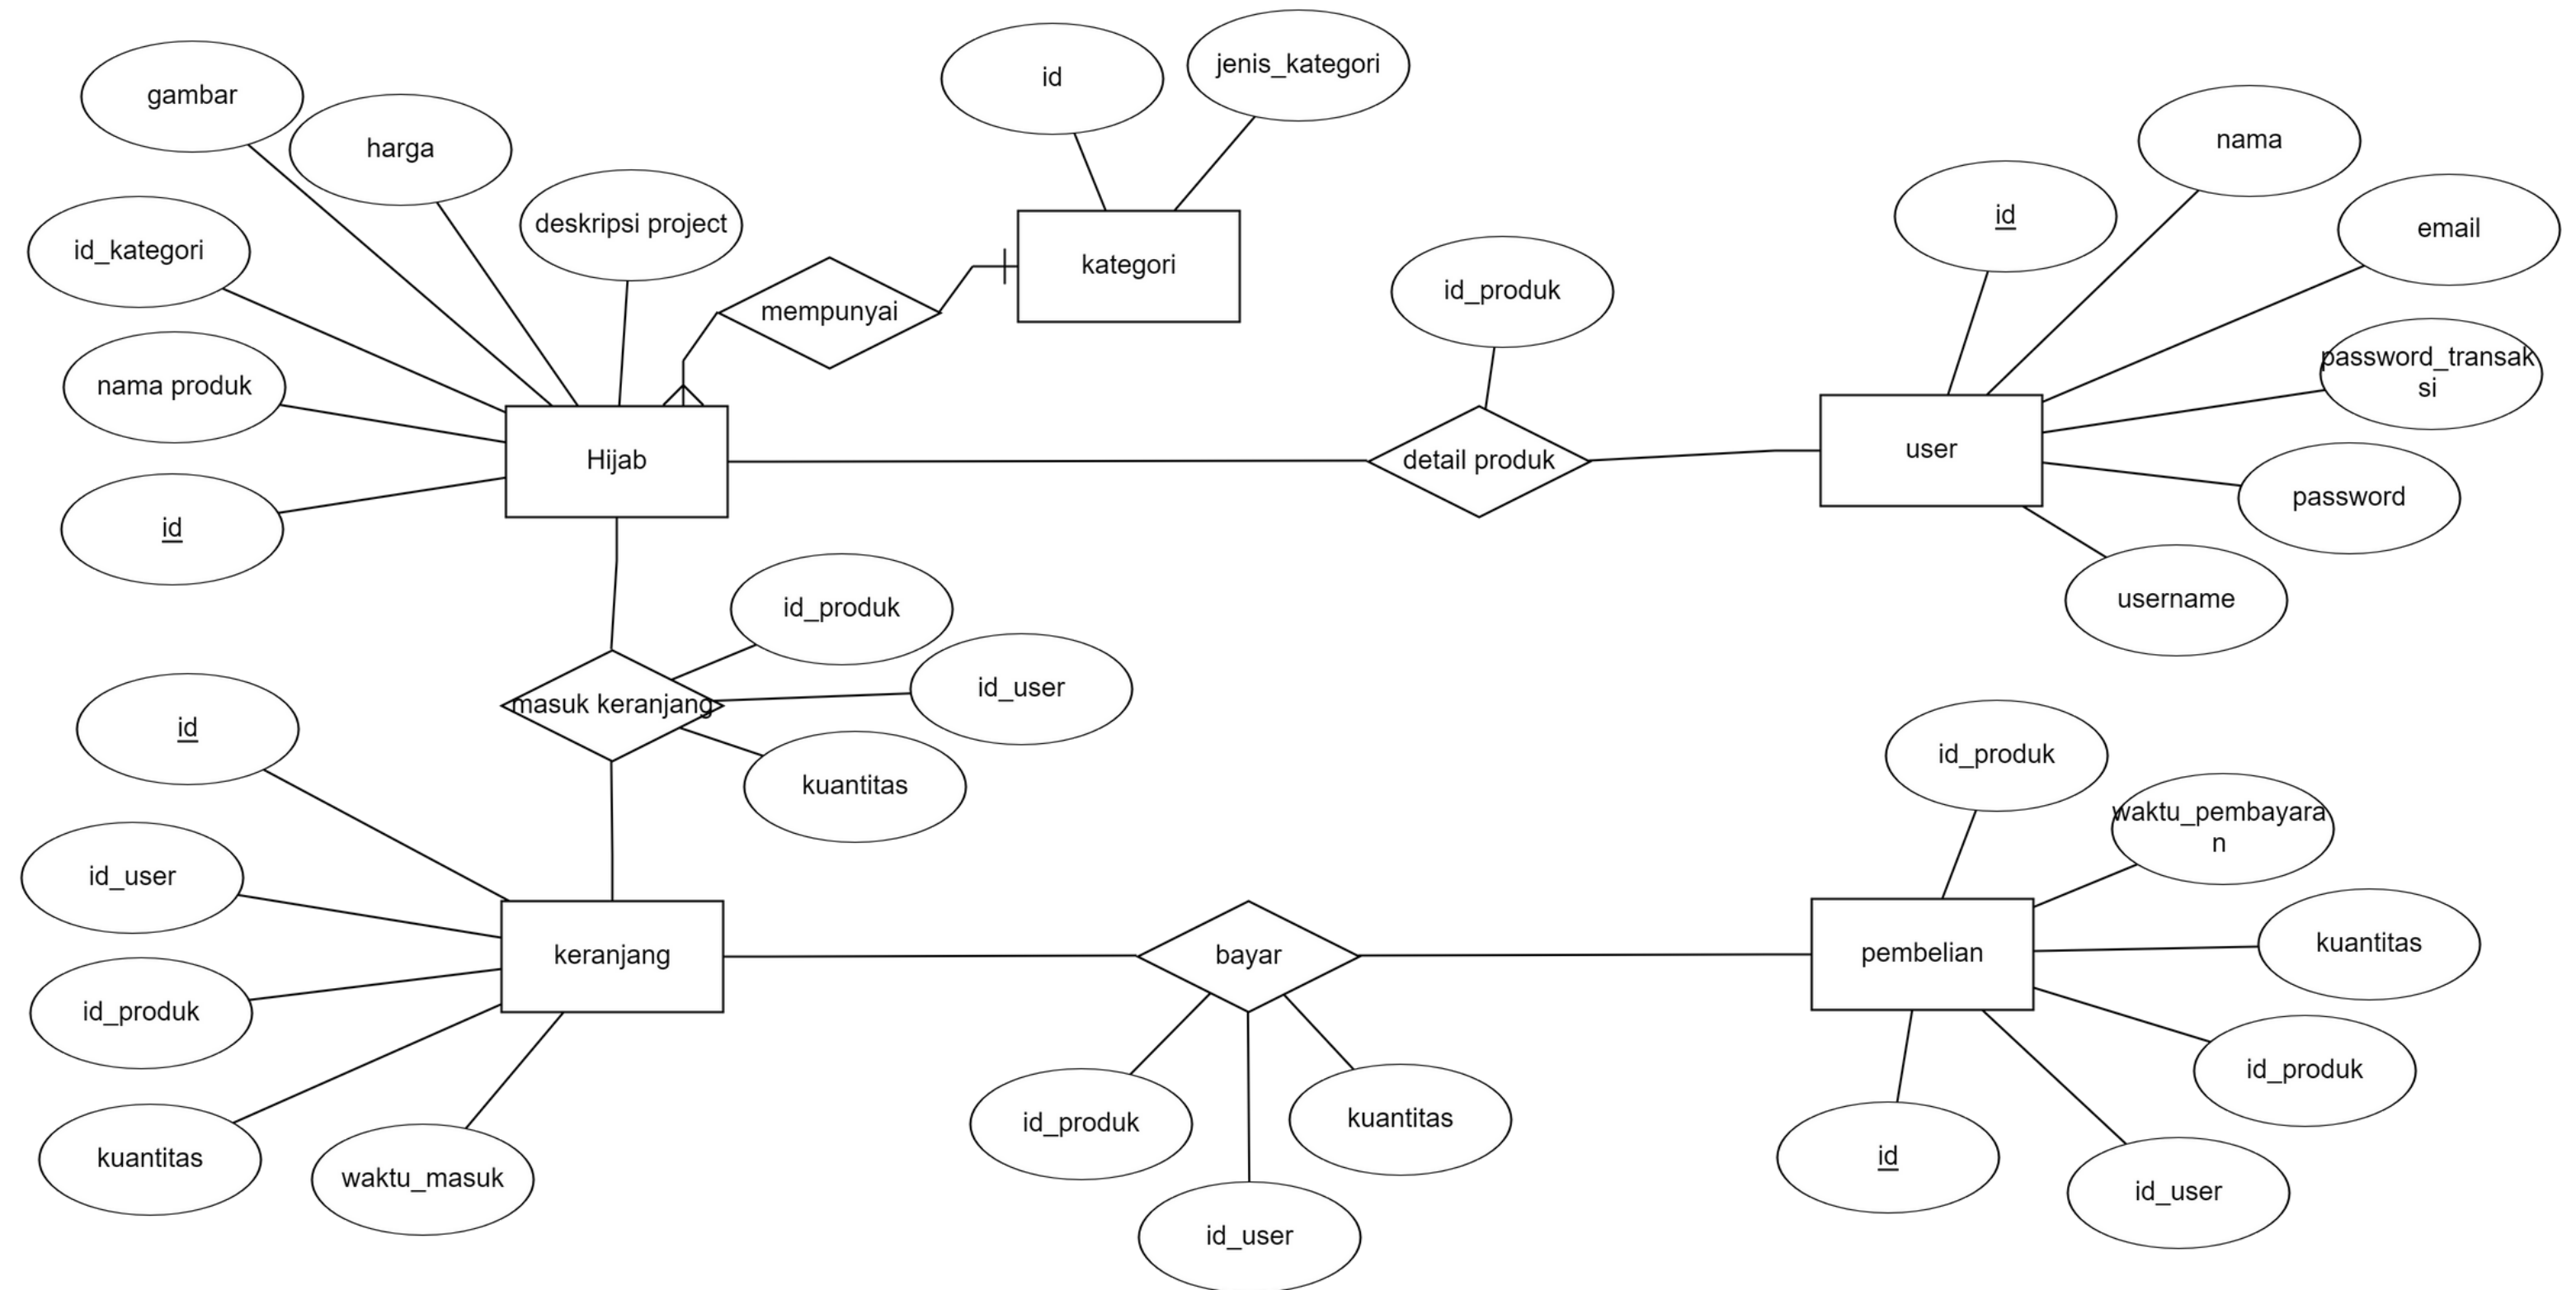 id
jenis_kategori
gambar
nama
harga
id
deskripsi project
email
id_kategori
kategori
id_produk
mempunyai
password_transak
si
nama produk
Hijab
detail produk
user
password
id
username
id_produk
id_user
masuk keranjang
id
kuantitas
id_produk
waktu_pembayara
n
id_user
kuantitas
keranjang
bayar
pembelian
id_produk
id_produk
id_produk
kuantitas
id
kuantitas
waktu_masuk
id_user
id_user